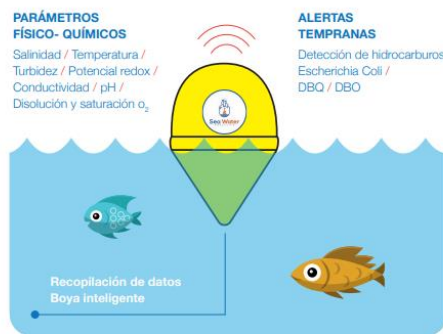 PARÁMETROS
FÍSICO- QUÍMICOS
Salinidad / Temperatura /
Turbidez / Potencial redox /
Conductividad / pH /
Disolución y saturación o₂
ALERTAS
TEMPRANAS
Detección de hidrocarburos
Escherichia Coli /
DBQ / DBO
Sea Water
Recopilación de datos
Boya inteligente